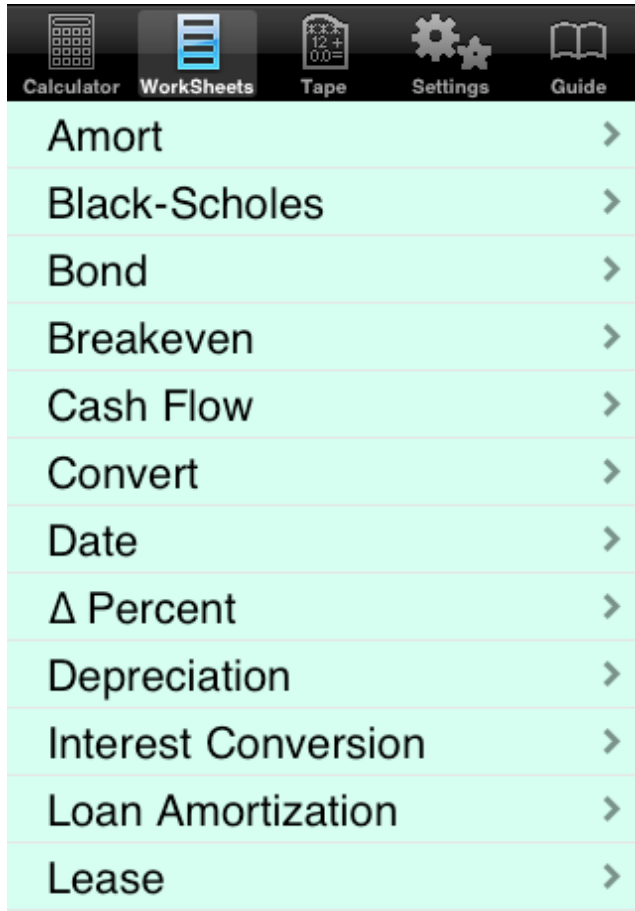 Calculator WorkSheets Tape Settings Guide
Amort
Black-Scholes
Bond
Breakeven
Cash Flow
Convert
Date
Δ Percent
Depreciation
Interest Conversion
Loan Amortization
Lease